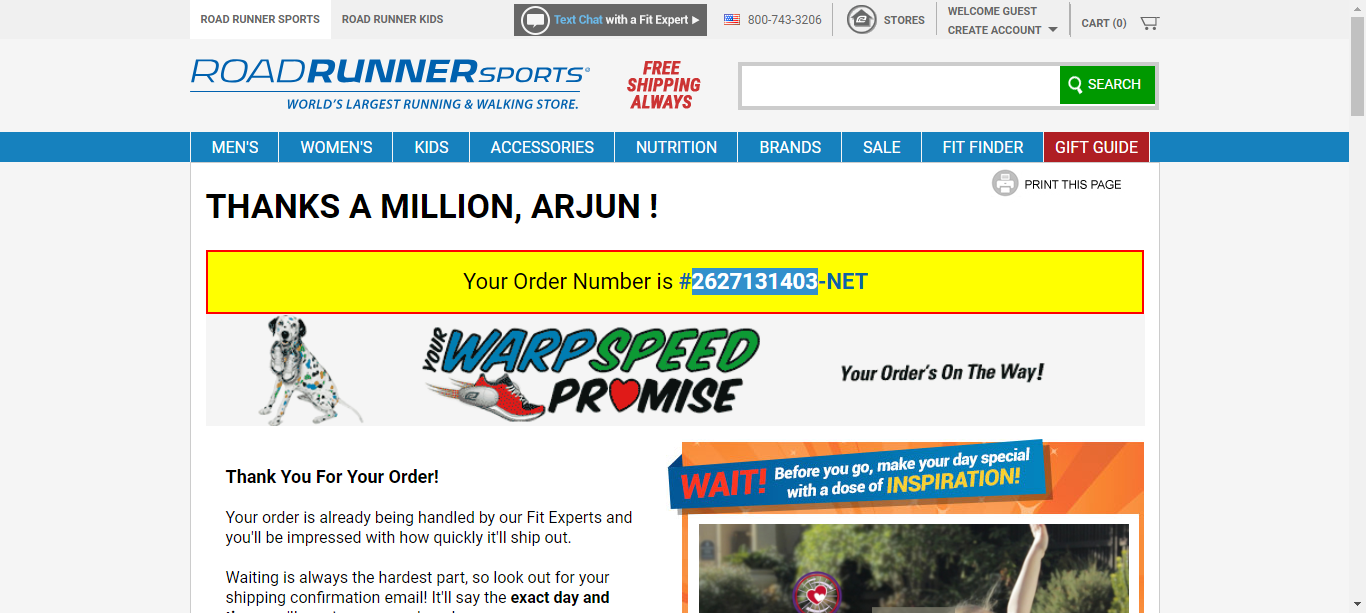 ROAD RUNNER SPORTS
ROAD RUNNER KIDS
Text Chat with a Fit Expert
800-743-3206
STORES
WELCOME GUEST
CREATE ACCOUNT
CART (0)
ROADRUNNERSPORTS
WORLD'S LARGEST RUNNING & WALKING STORE.
FREE
SHIPPING
ALWAYS
SEARCH
MEN'S WOMEN'S KIDS ACCESSORIES NUTRITION BRANDS SALE FIT FINDER GIFT GUIDE
PRINT THIS PAGE
THANKS A MILLION, ARJUN !
Your Order Number is #2627131403-NET
YOUR WARP SPEED
PROMISE
Your Order's On The Way!
WAIT! Before you go, make your day special
with a dose of INSPIRATION!
Thank You For Your Order!
Your order is already being handled by our Fit Experts and
you'll be impressed with how quickly it'll ship out.
Waiting is always the hardest part, so look out for your
shipping confirmation email! It'll say the exact day and